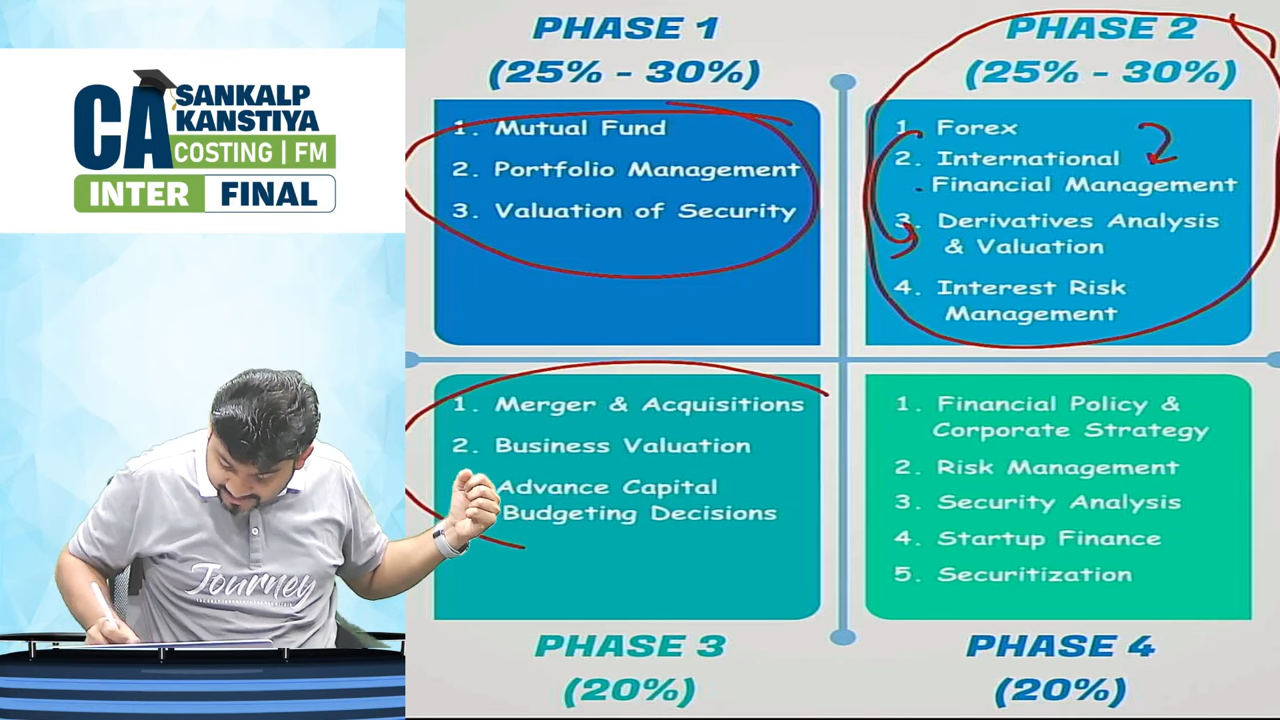 CA SANKALP
KANSTIYA
COSTING | FM
INTER FINAL
PHASE 1
(25% - 30%)
1. Mutual Fund
2. Portfolio Management
3. Valuation of Security
PHASE 2
(25% - 30%)
1. Forex
2. International
Financial Management
3. Derivatives Analysis
& Valuation
4. Interest Risk
Management
1. Merger & Acquisitions
2. Business Valuation
Advance Capital
Budgeting Decisions
PHASE 3
(20%)
1. Financial Policy &
Corporate Strategy
2. Risk Management
3. Security Analysis
4. Startup Finance
5. Securitization
PHASE 4
(20%)
Journey